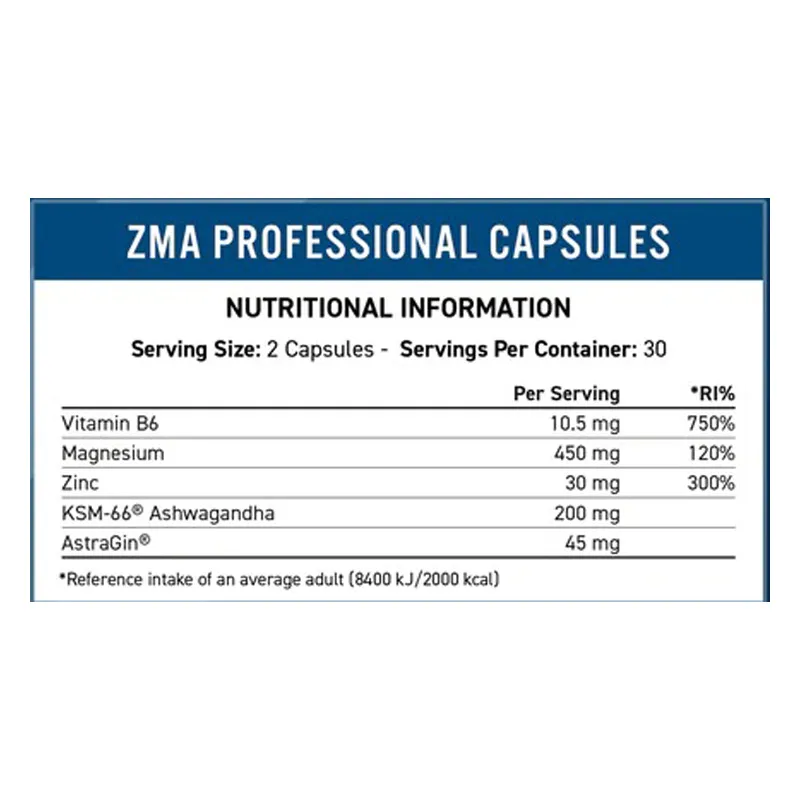 ZMA PROFESSIONAL CAPSULES
NUTRITIONAL INFORMATION
Serving Size: 2 Capsules - Servings Per Container: 30
Per Serving *RI%
Vitamin B6 10.5 mg 750%
Magnesium 450 mg 120%
Zinc 30 mg 300%
KSM-66® Ashwagandha 200 mg
AstraGin® 45 mg
*Reference intake of an average adult (8400 kJ/2000 kcal)